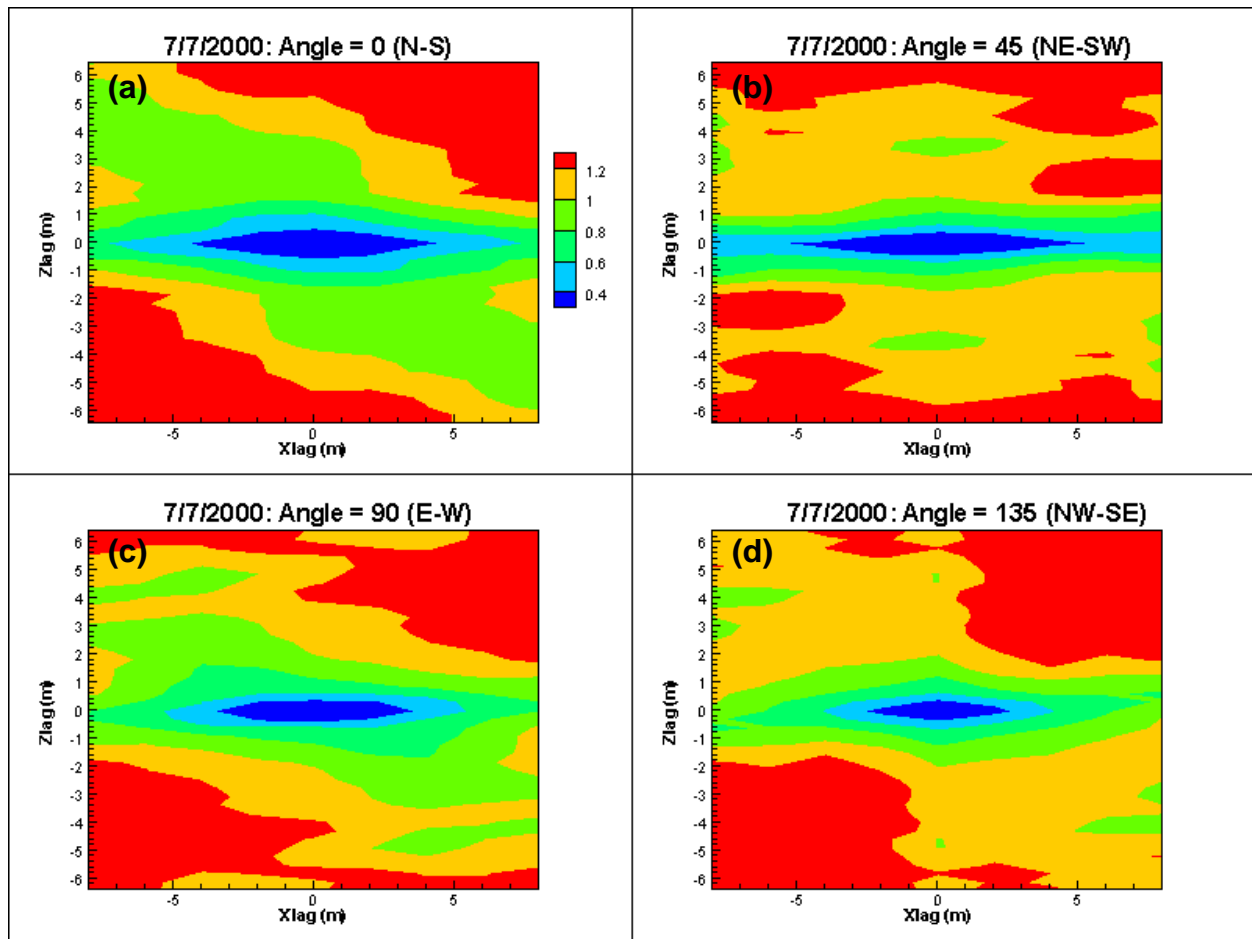 7/7/2000: Angle = 0 (N-S)
(a)
6
5
4
3
2
1
0
-1
-2
-3
-4
-5
-6
Zlag (m)
-5 0 5
Xlag (m)
1.2
1
0.8
0.6
0.4
7/7/2000: Angle = 45 (NE-SW)
(b)
6
5
4
3
2
1
0
-1
-2
-3
-4
-5
-6
Zlag (m)
-5 0 5
Xlag (m)
7/7/2000: Angle = 90 (E-W)
(c)
6
5
4
3
2
1
0
-1
-2
-3
-4
-5
-6
Zlag (m)
-5 0 5
Xlag (m)
7/7/2000: Angle = 135 (NW-SE)
(d)
6
5
4
3
2
1
0
-1
-2
-3
-4
-5
-6
Zlag (m)
-5 0 5
Xlag (m)